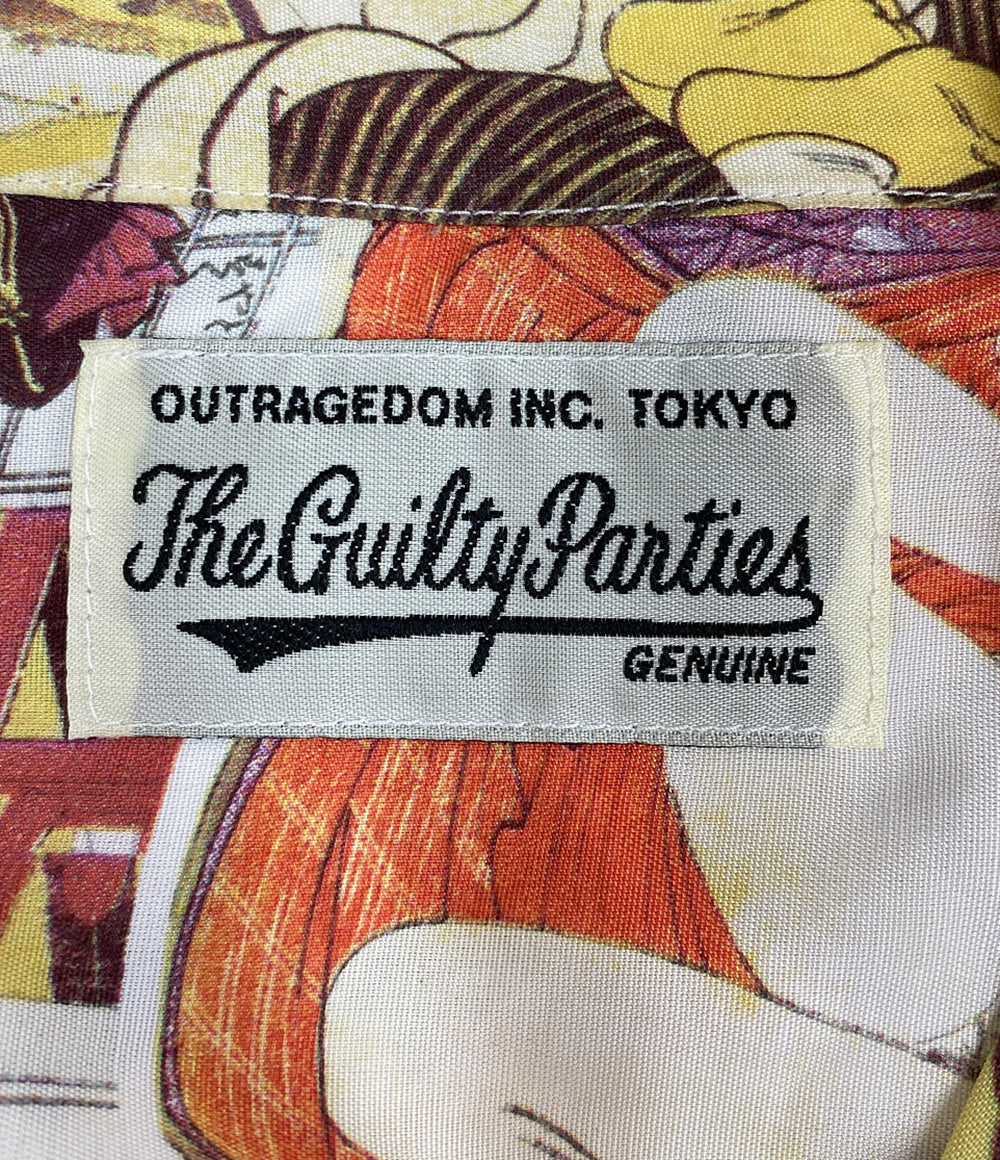 OUTRAGEDOM INC. TOKYO
The Guilty Parties
GENUINE